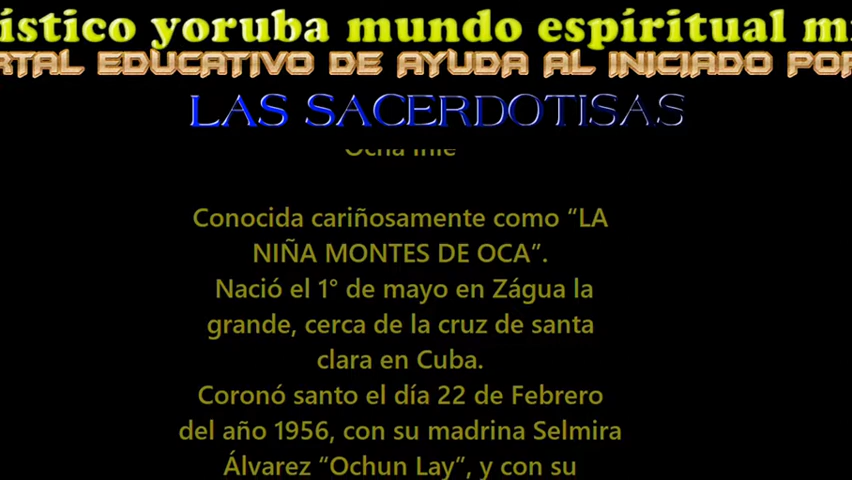 ístico yoruba mundo espíritual m
RTAL EDUCATIVO DE AYUDA AL INICIADO POR
LAS SACERDOTISAS
Ocha Inle
Conocida cariñosamente como “LA
NIÑA MONTES DE OCA”.
Nació el 1° de mayo en Zágua la
grande, cerca de la cruz de santa
clara en Cuba.
Coronó santo el día 22 de Febrero
del año 1956, con su madrina Selmira
Álvarez “Ochun Lay”, y con su